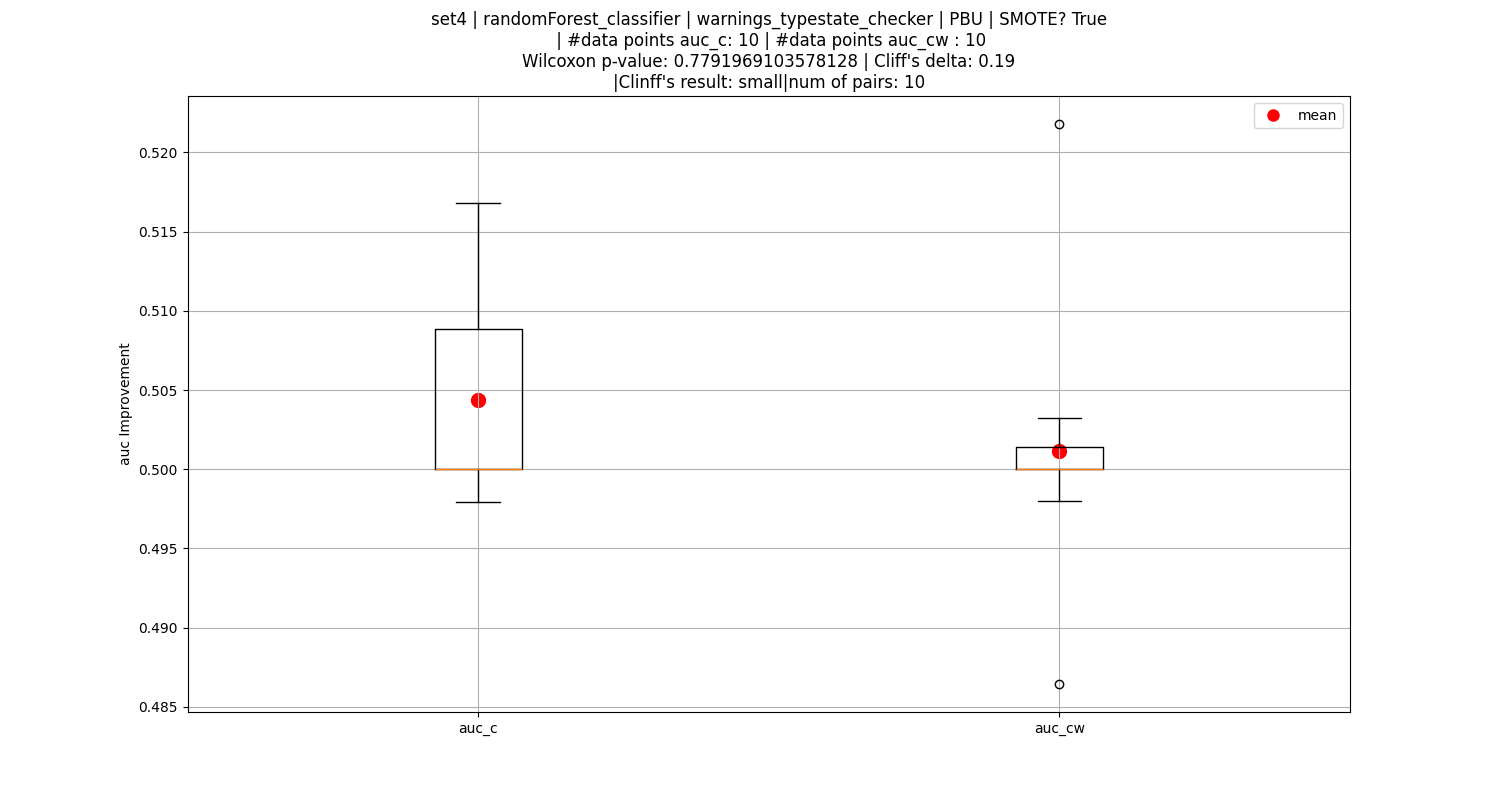 set4 | randomForest_classifier | warnings_typestate_checker | PBU | SMOTE? True
| #data points auc_c: 10 | #data points auc_cw : 10
Wilcoxon p-value: 0.7791969103578128 | Cliff's delta: 0.19
|Clinff's result: small|num of pairs: 10
mean
0.520
0.515
0.510
0.505
0.500
0.495
0.490
0.485
auc Improvement
auc_c
auc_cw